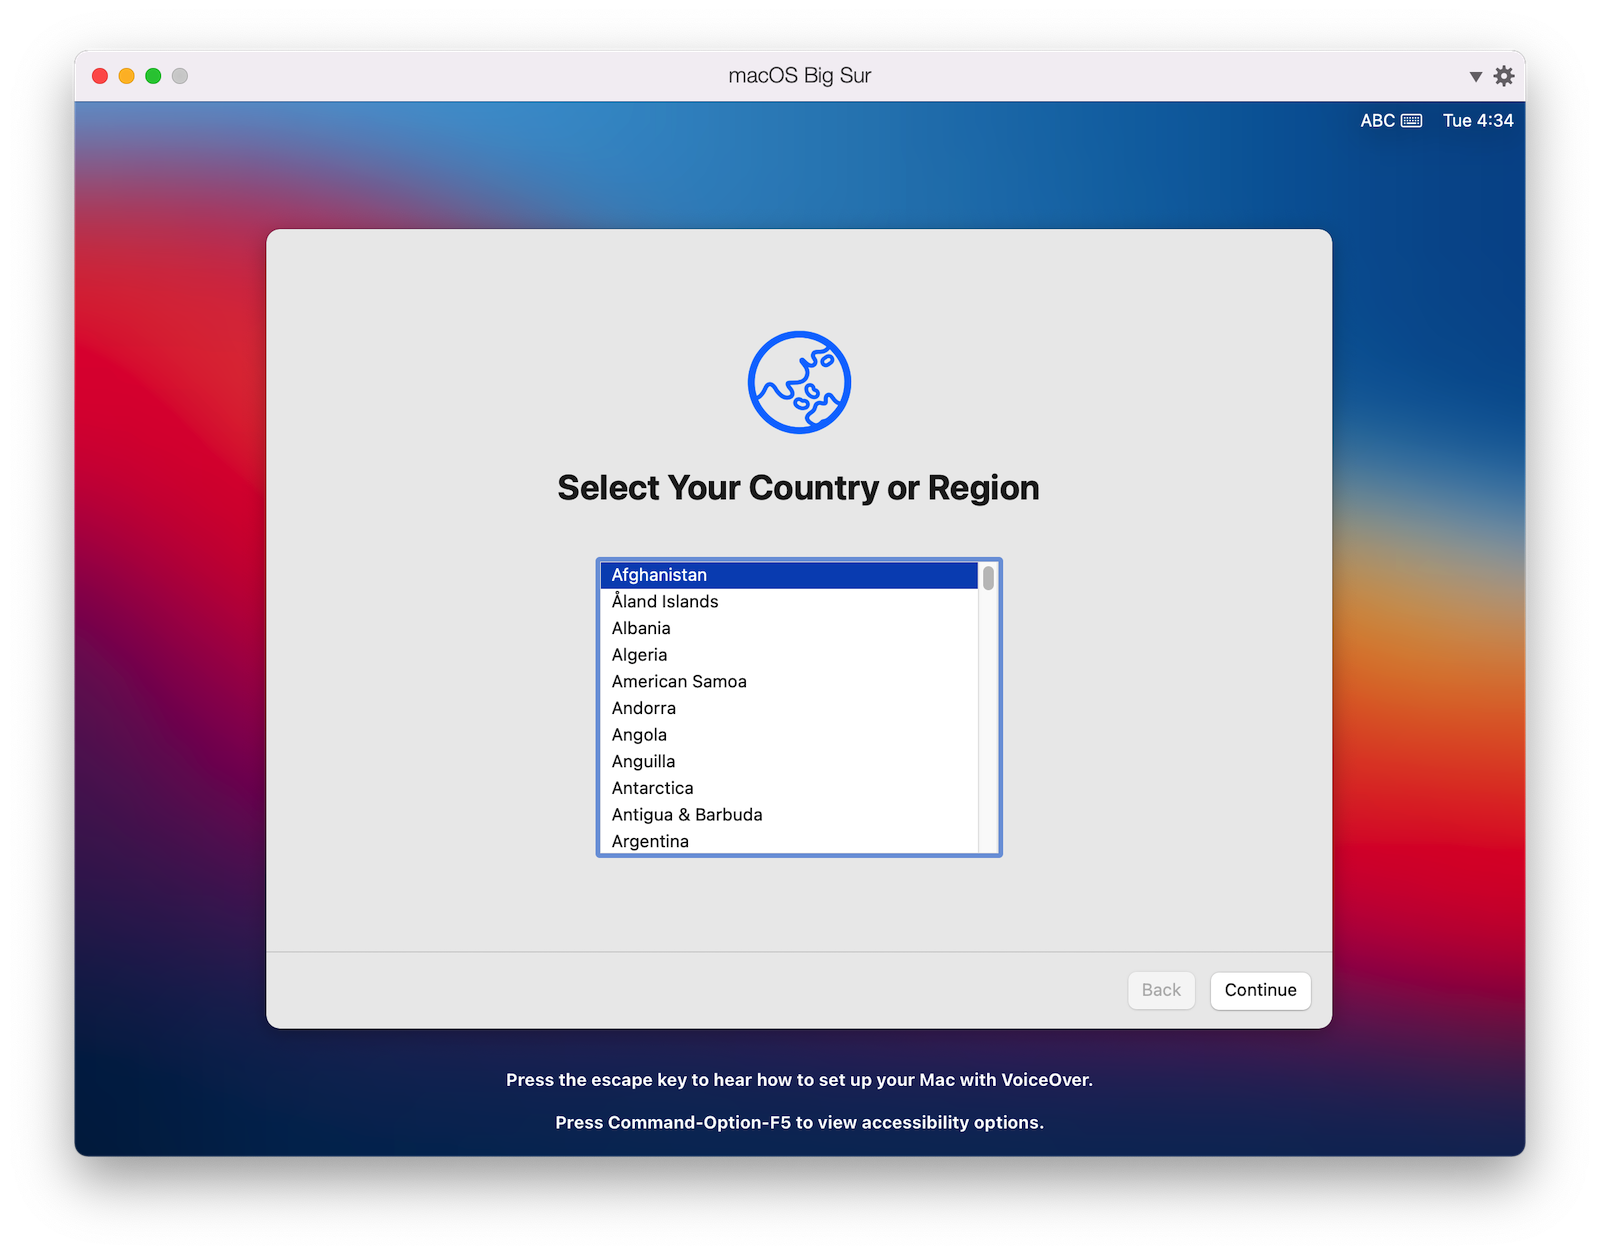 macOS Big Sur
ABC Tue 4:34
Select Your Country or Region
Afghanistan
Åland Islands
Albania
Algeria
American Samoa
Andorra
Angola
Anguilla
Antarctica
Antigua & Barbuda
Argentina
Back Continue
Press the escape key to hear how to set up your Mac with VoiceOver.
Press Command-Option-F5 to view accessibility options.